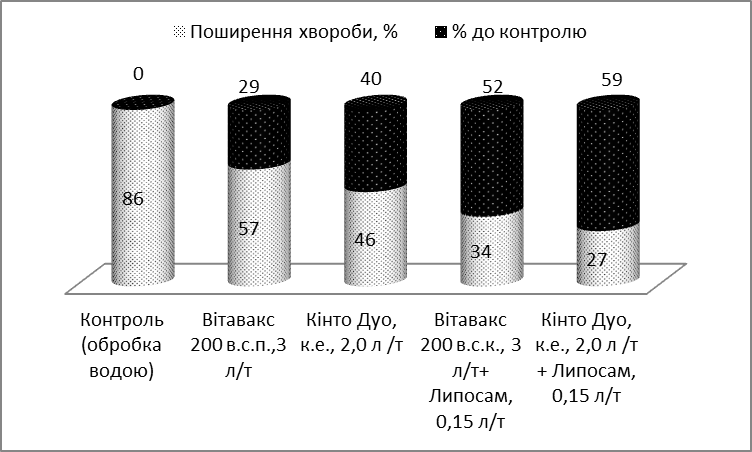 Поширення хвороби, % % до контролю
0 29 40 52 59
86 57 46 34 27
Контроль
(обробка
водою)
Вітавакс
200 в.с.п.,3
л/т
Кінто Дуо,
к.е., 2,0 л /т
Вітавакс
200 в.с.к., 3
л/т+
Липосам,
0,15 л/т
Кінто Дуо,
к.е., 2,0 л /т
+ Липосам,
0,15 л/т